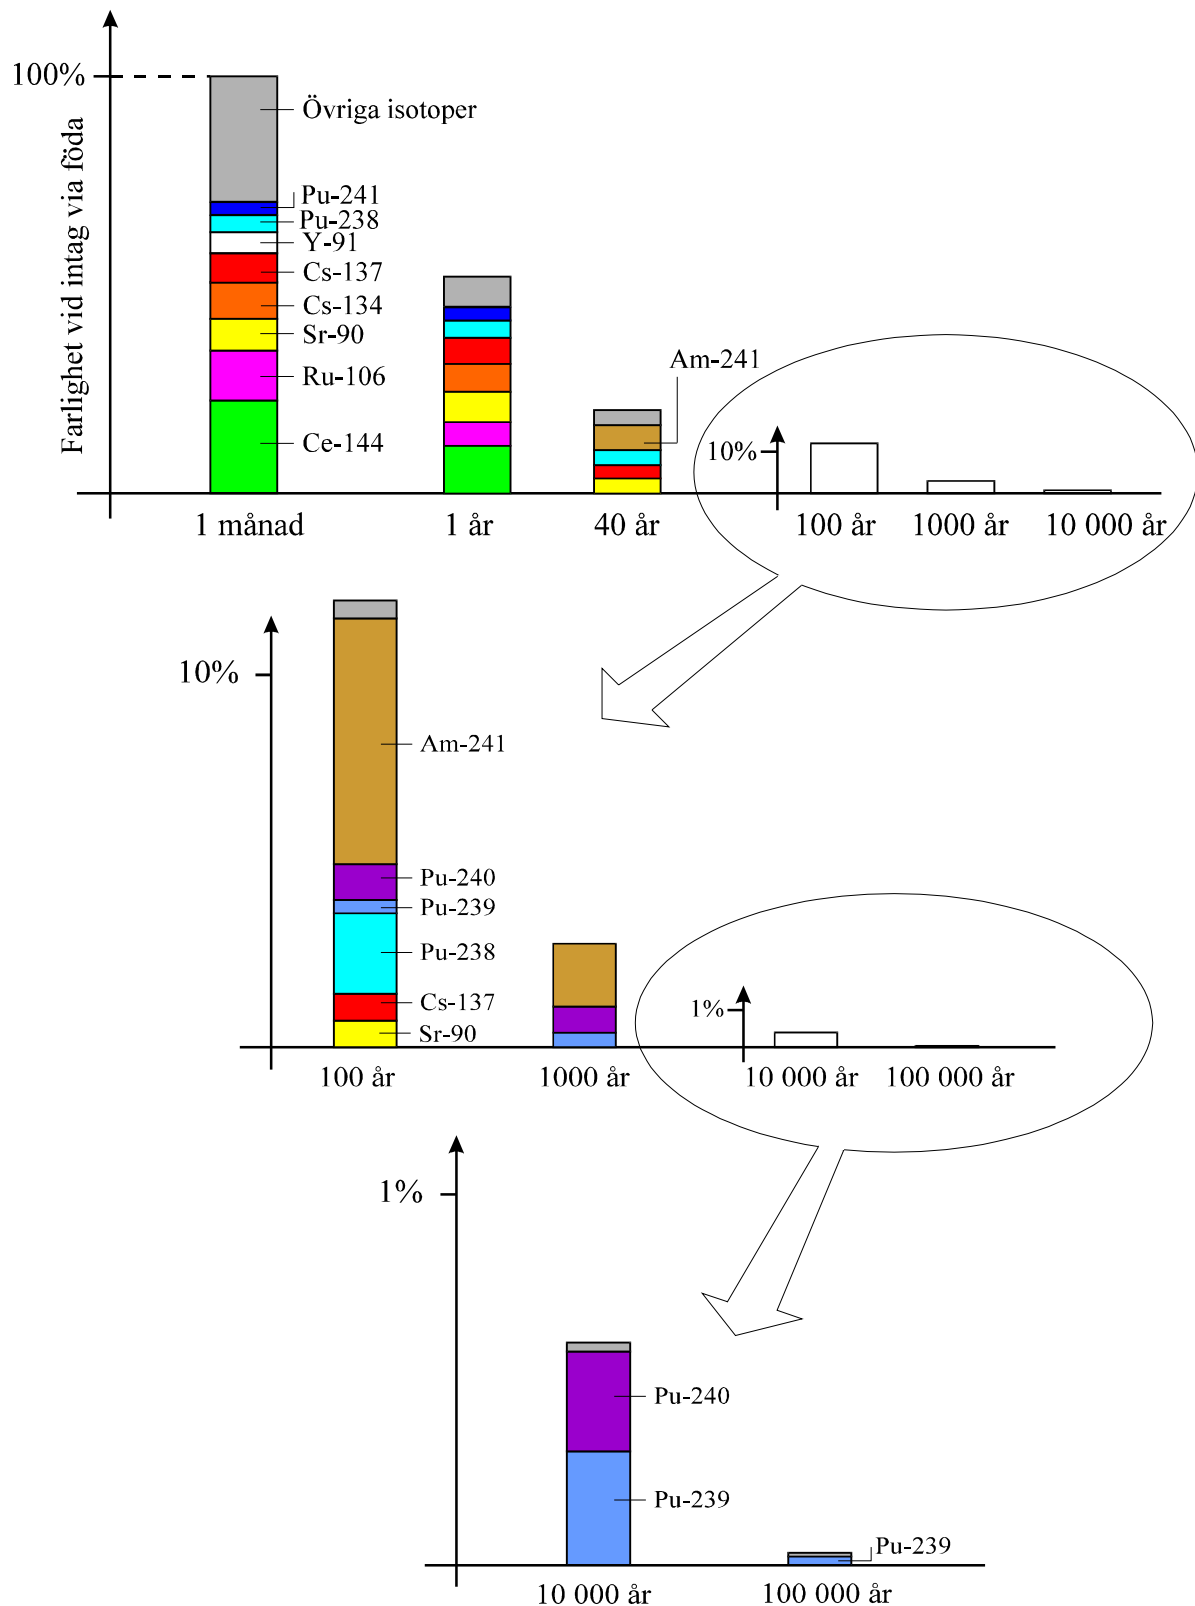 100%
Farlighet vid intag via föda
Övriga isotoper
Pu-241
Pu-238
Y-91
Cs-137
Cs-134
Sr-90
Ru-106
Ce-144
Am-241
10%
1 månad
1 år
40 år
100 år
1000 år
10 000 år
10%
Am-241
Pu-240
Pu-239
Pu-238
Cs-137
Sr-90
1%
100 år
1000 år
10 000 år
100 000 år
1%
Pu-240
Pu-239
Pu-239
10 000 år
100 000 år